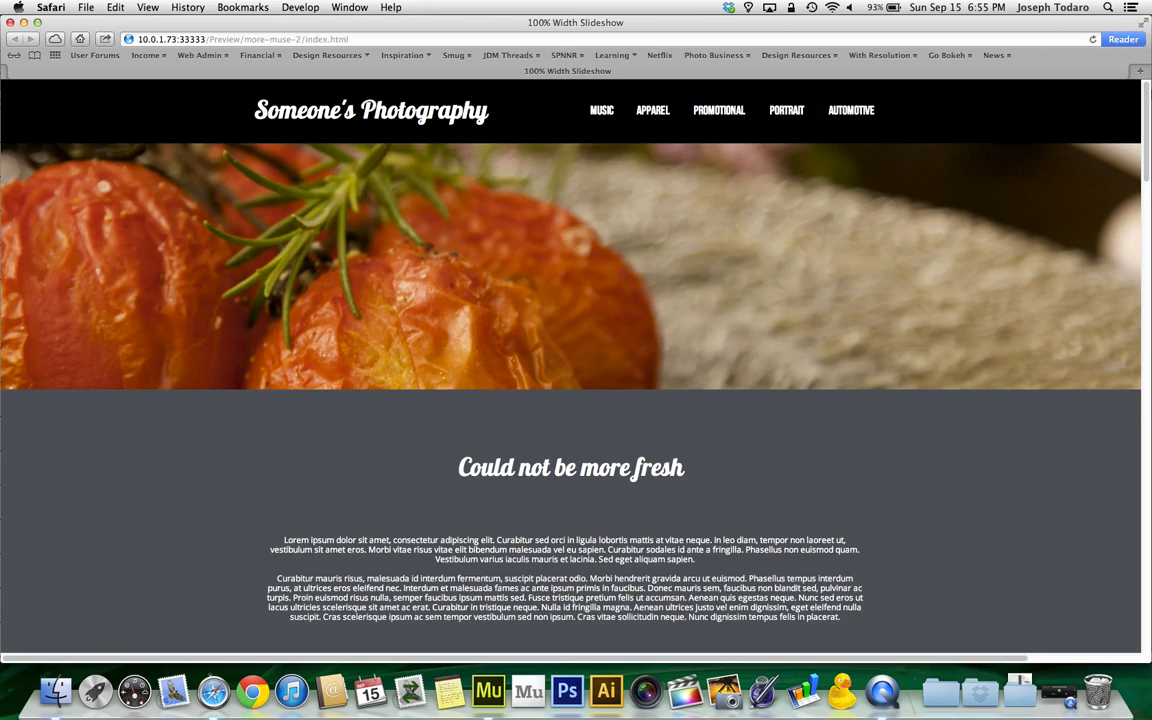 Safari File Edit View History Bookmarks Develop Window Help 93% Sun Sep 15 6:55 PM Joseph Todaro
100% Width Slideshow
10.0.1.73:33333/Preview/more-muse-2/index.html Reader
User Forums Income Web Admin Financial Design Resources Inspiration Smug JDM Threads SPNNR Learning Netflix Photo Business Design Resources With Resolution Go Bokeh News
100% Width Slideshow
Someone's Photography MUSIC APPAREL PROMOTIONAL PORTRAIT AUTOMOTIVE
Could not be more fresh
Lorem ipsum dolor sit amet, consectetur adipiscing elit. Curabitur sed orci in ligula lobortis mattis at vitae neque. In leo diam, tempor non laoreet ut,
vestibulum sit amet eros. Morbi vitae risus vitae elit bibendum malesuada vel eu sapien. Curabitur sodales id ante a fringilla. Phasellus non euismod quam.
Vestibulum varius iaculis mauris et lacinia. Sed eget aliquam sapien.
Curabitur mauris risus, malesuada id interdum fermentum, suscipit placerat odio. Morbi hendrerit gravida arcu ut euismod. Phasellus tempus interdum
purus, at ultrices eros eleifend nec. Interdum et malesuada fames ac ante ipsum primis in faucibus. Donec mauris sem, faucibus non blandit sed, pulvinar ac
turpis. Proin euismod risus nulla, semper faucibus ipsum mattis sed. Fusce tristique pretium felis ut accumsan. Aenean quis egestas neque. Nunc sed eros ut
lacus ultricies scelerisque sit amet ac erat. Curabitur in tristique neque. Nulla id fringilla magna. Aenean ultrices justo vel enim dignissim, eget eleifend nulla
suscipit. Cras scelerisque ipsum ac sem tempor vestibulum sed non ipsum. Cras vitae sollicitudin neque. Nunc dignissim tempus felis in placerat.
15 Mu Mu Ps Ai